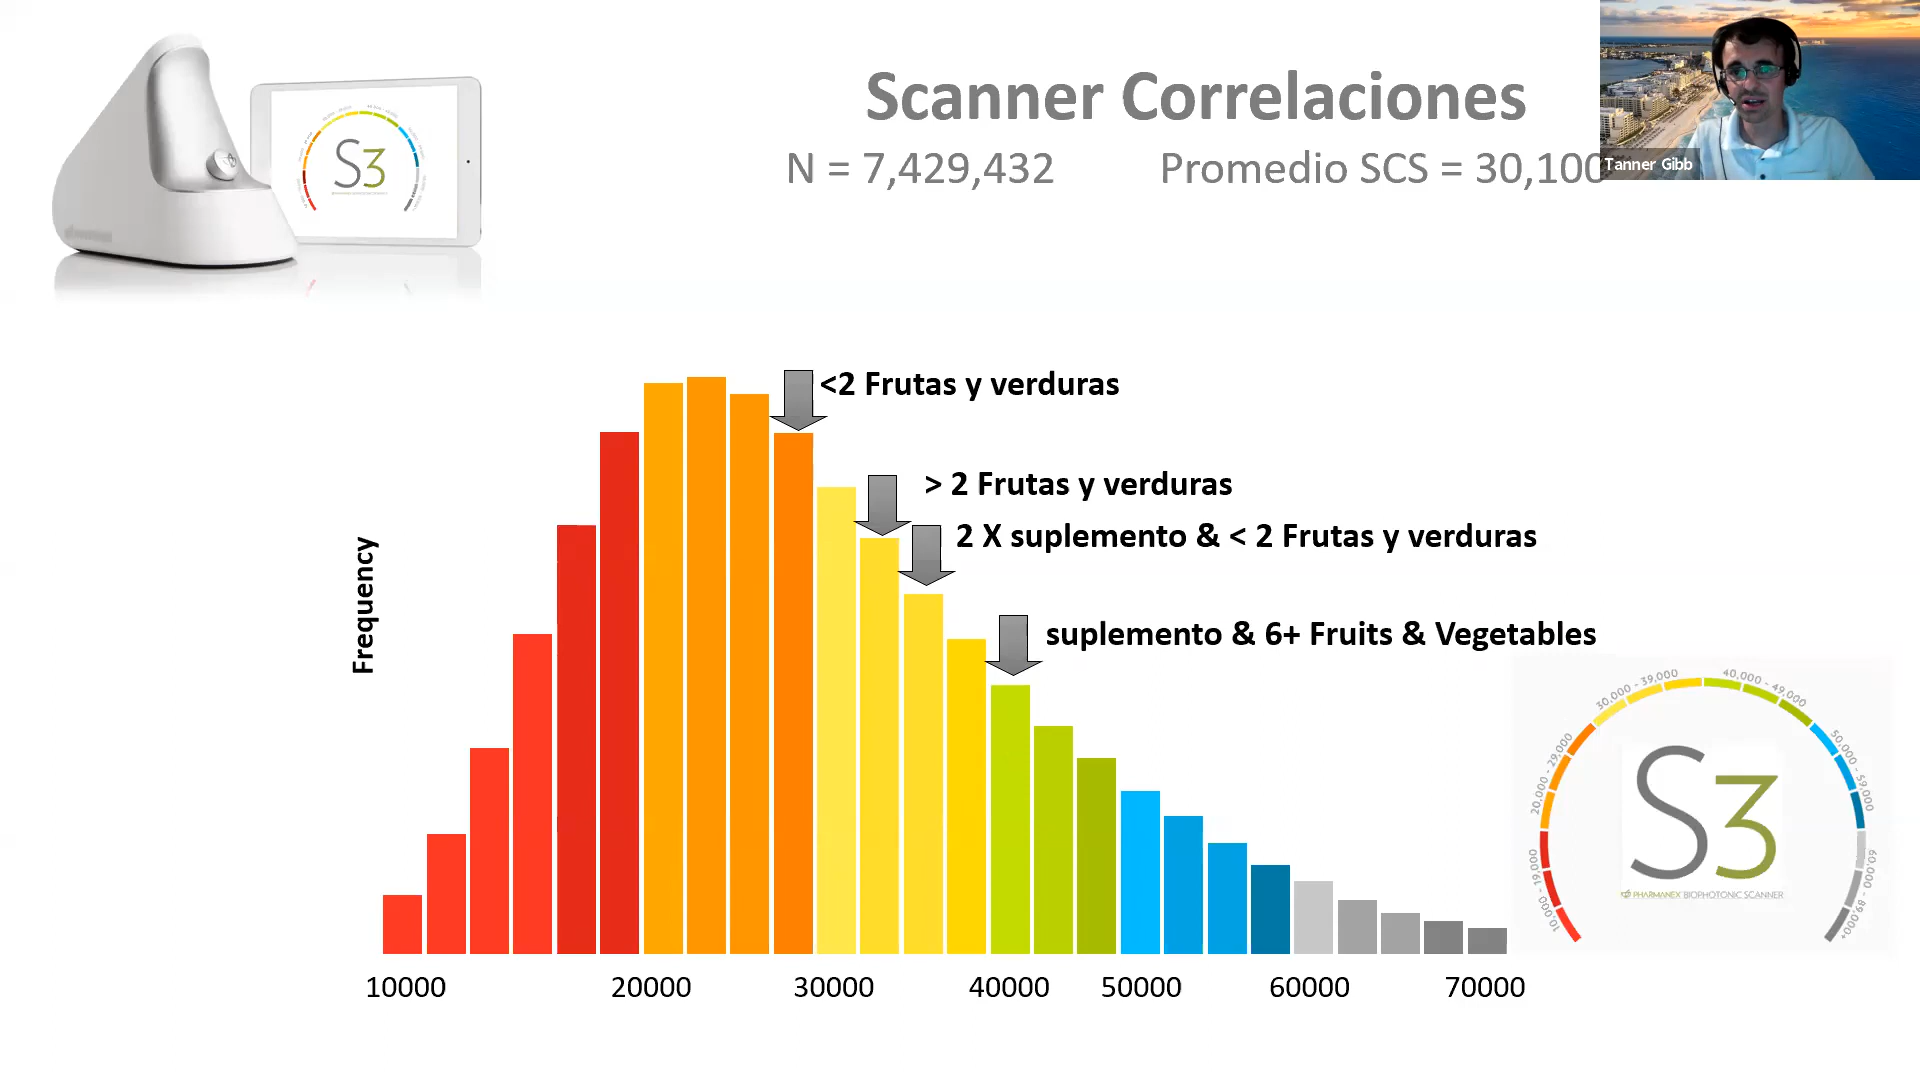 Scanner Correlaciones
N = 7,429,432
Promedio SCS = 30,100
Tanner Gibb
S3
<2 Frutas y verduras
> 2 Frutas y verduras
2 X suplemento & < 2 Frutas y verduras
suplemento & 6+ Fruits & Vegetables
Frequency
10000
20000
30000
40000
50000
60000
70000
10,000 - 19,000
20,000 - 29,000
30,000 - 39,000
40,000 - 49,000
50,000 - 59,000
60,000 - 89,000+
S3
PHARMANEX BIOPHOTONIC SCANNER